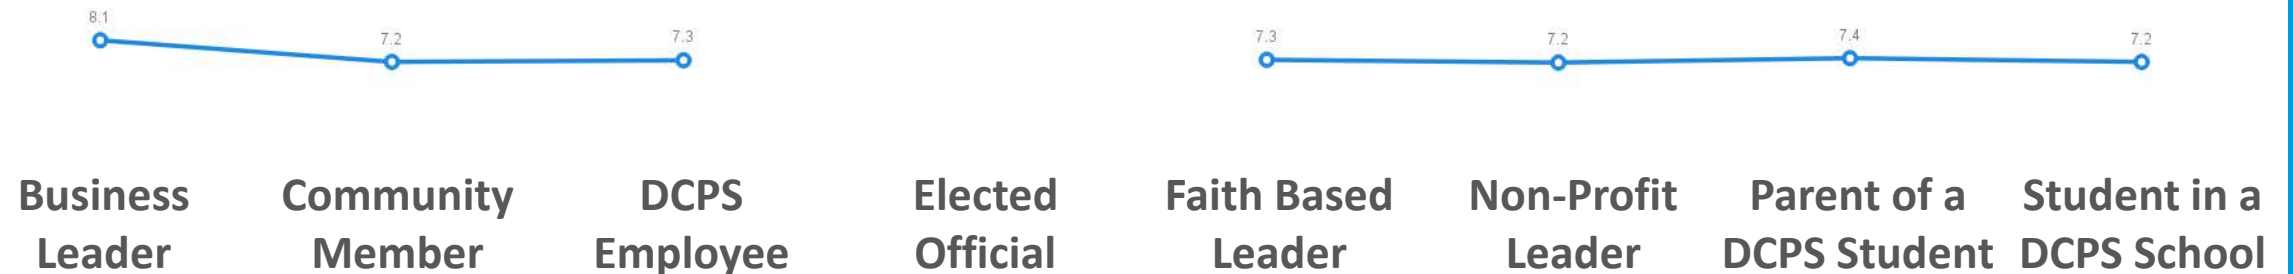 8.1
7.2
7.3
7.3
7.2
7.4
7.2
Business Leader
Community Member
DCPS Employee
Elected Official
Faith Based Leader
Non-Profit Leader
Parent of a DCPS Student
Student in a DCPS School